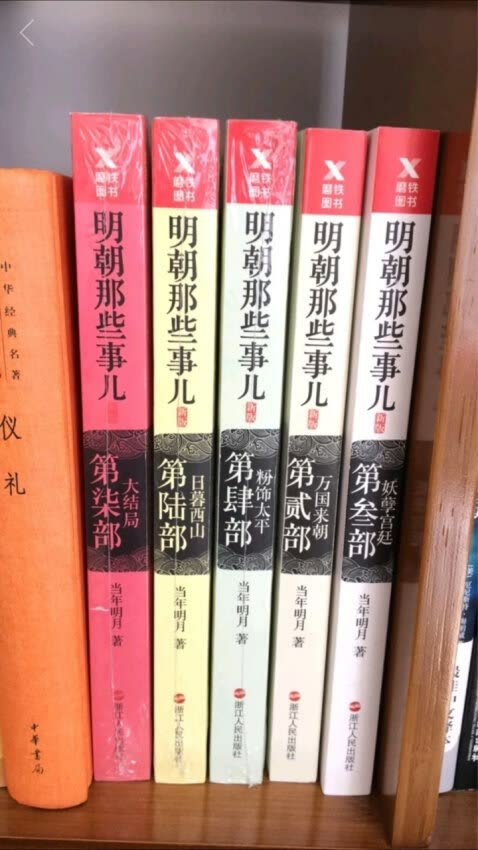 中华经典名著
仪礼
中華書局
磨铁图书
明朝那些事儿
新版
第柒部
大结局
当年明月 著
浙江人民出版社
磨铁图书
明朝那些事儿
新版
第陆部
日暮西山
当年明月 著
浙江人民出版社
磨铁图书
明朝那些事儿
新版
第肆部
粉饰太平
当年明月 著
浙江人民出版社
磨铁图书
明朝那些事儿
新版
第贰部
万国来朝
当年明月 著
浙江人民出版社
磨铁图书
明朝那些事儿
新版
第叁部
妖孽宫廷
当年明月 著
浙江人民出版社